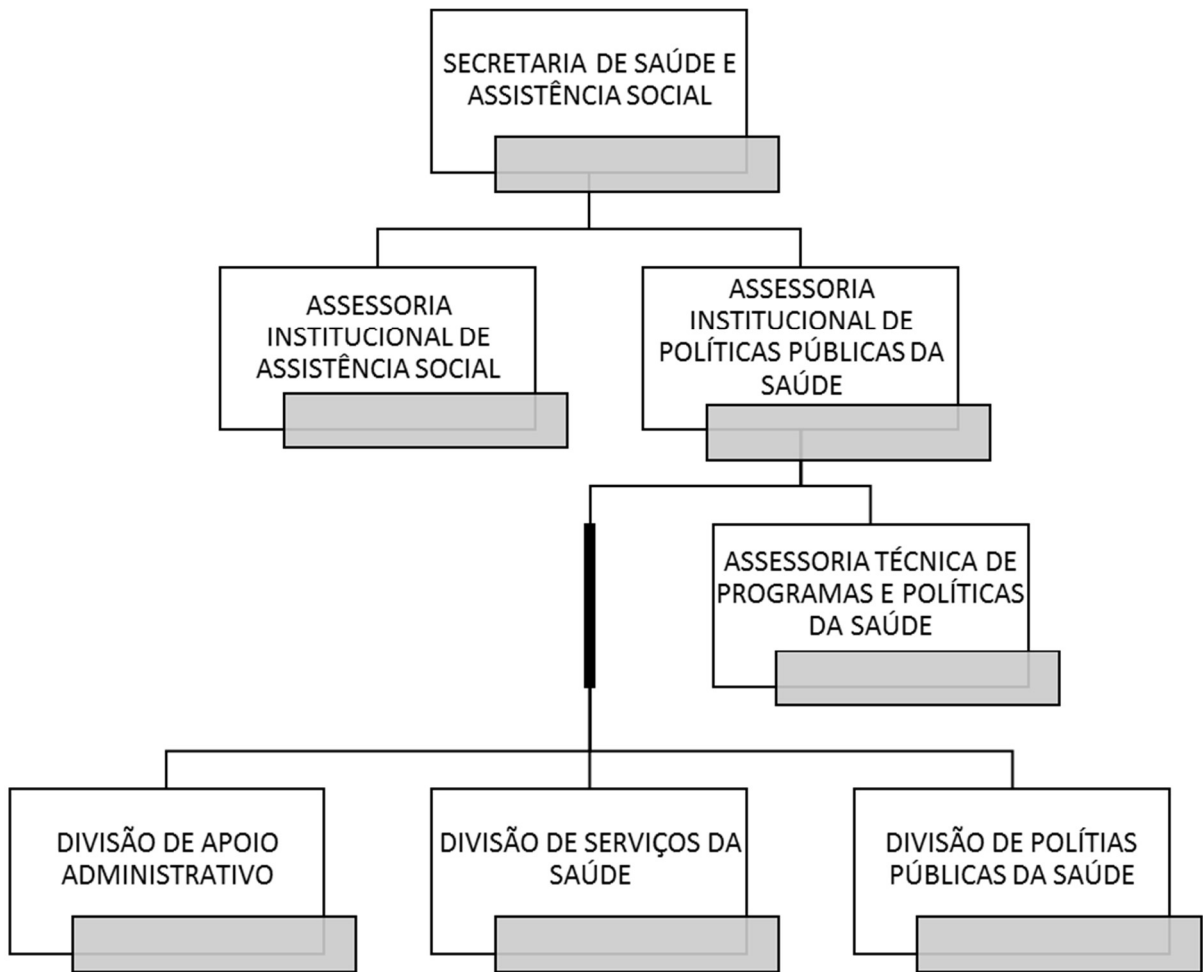 SECRETARIA DE SAÚDE E
ASSISTÊNCIA SOCIAL
ASSESSORIA
INSTITUCIONAL DE
ASSISTÊNCIA SOCIAL
ASSESSORIA
INSTITUCIONAL DE
POLÍTICAS PÚBLICAS DA
SAÚDE
ASSESSORIA TÉCNICA DE
PROGRAMAS E POLÍTICAS
DA SAÚDE
DIVISÃO DE APOIO
ADMINISTRATIVO
DIVISÃO DE SERVIÇOS DA
SAÚDE
DIVISÃO DE POLÍTIAS
PÚBLICAS DA SAÚDE